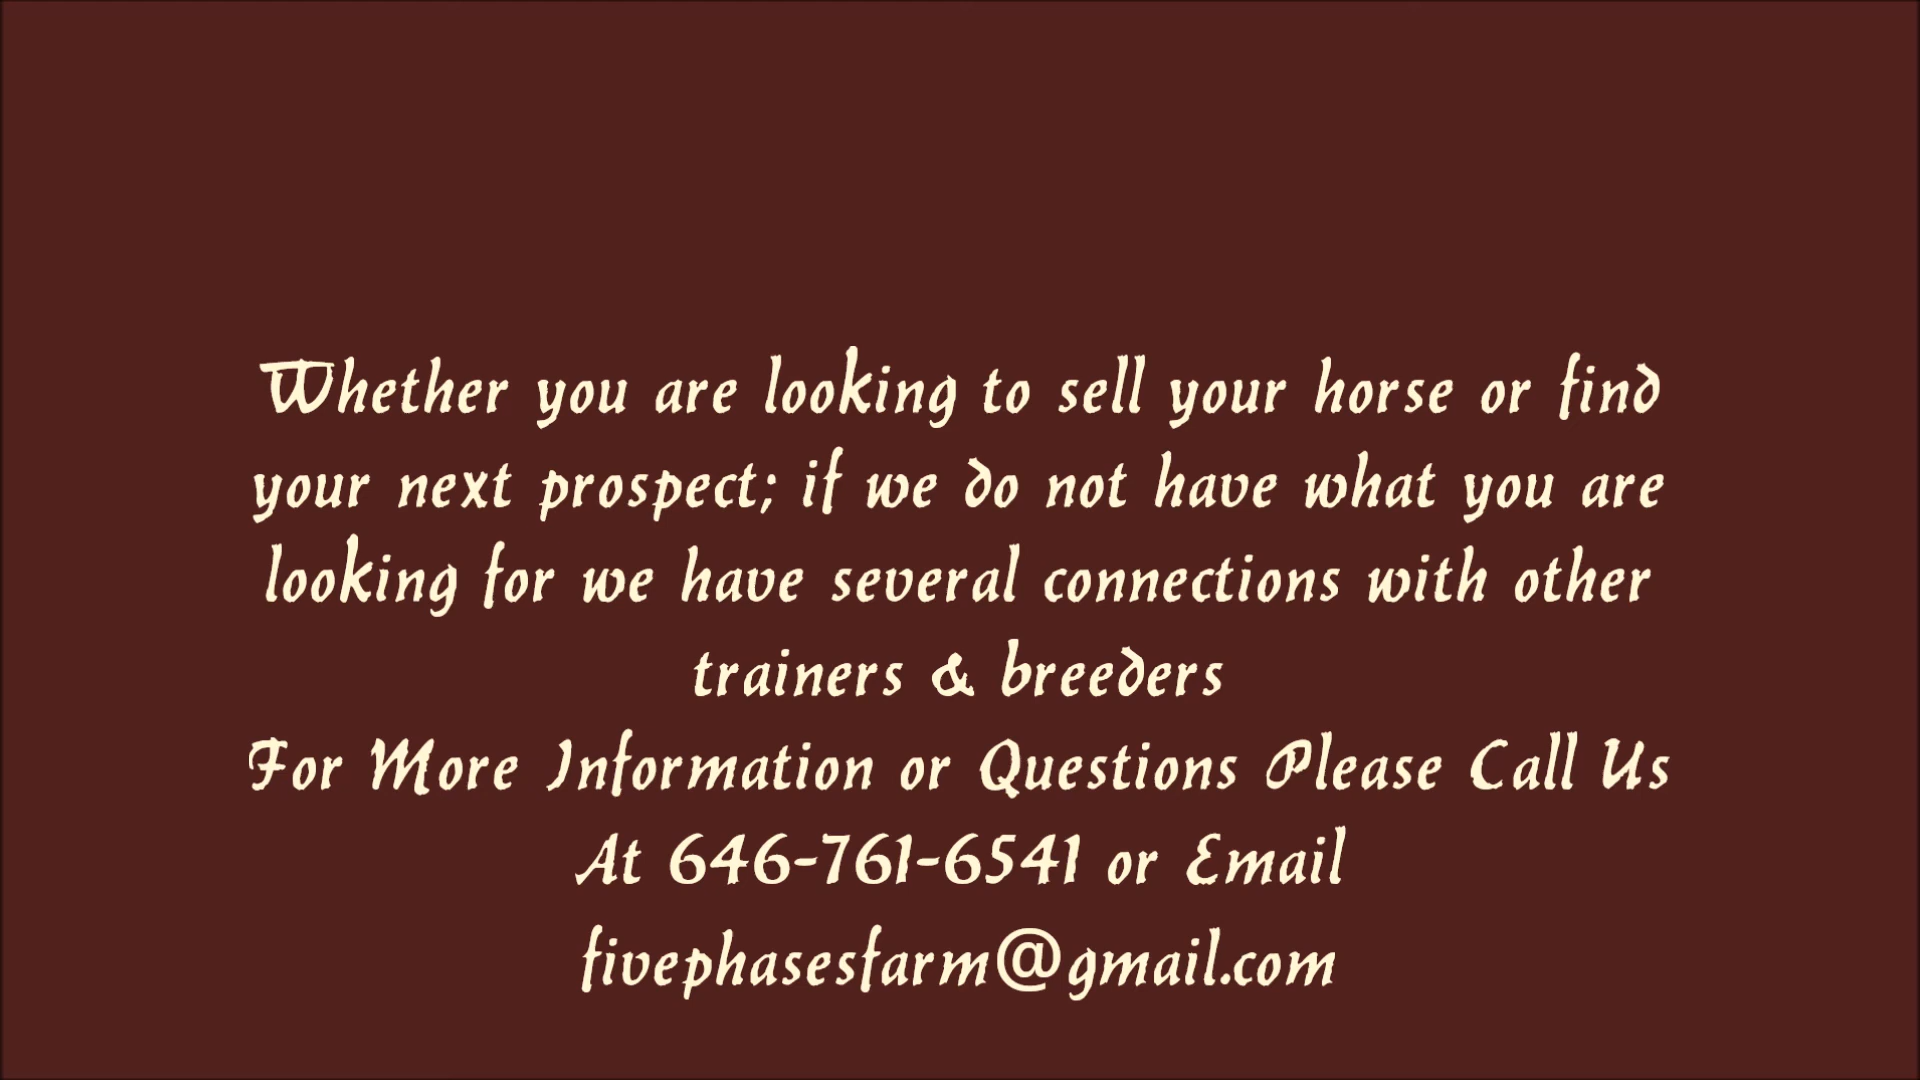 Whether you are looking to sell your horse or find
your next prospect; if we do not have what you are
looking for we have several connections with other
trainers & breeders
For More Information or Questions Please Call Us
At 646-761-6541 or Email
fivephasesfarm@gmail.com